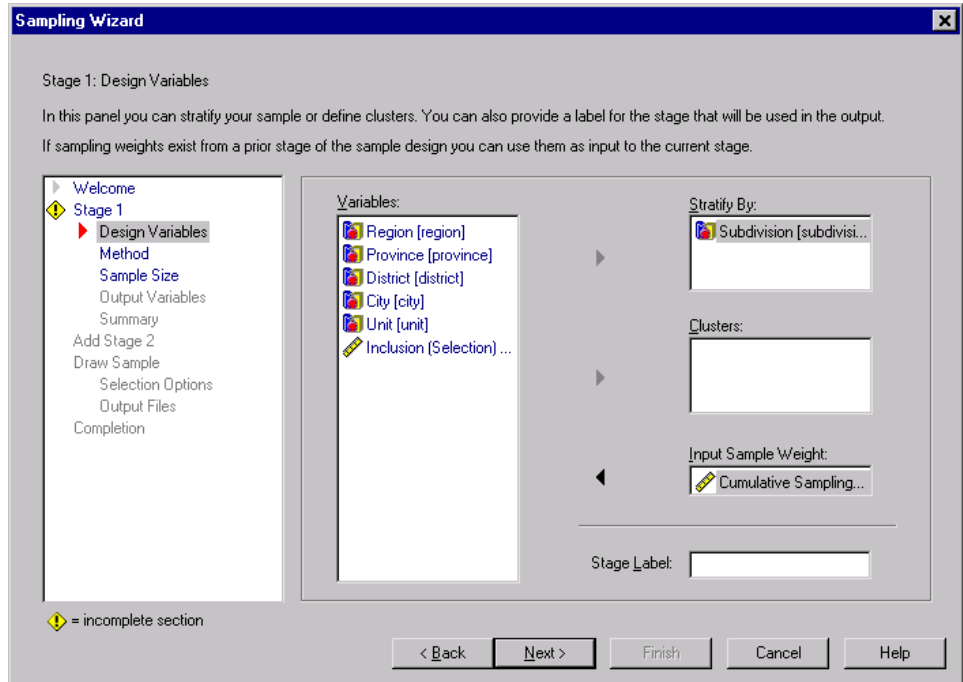 Sampling Wizard
Stage 1: Design Variables
In this panel you can stratify your sample or define clusters. You can also provide a label for the stage that will be used in the output.
If sampling weights exist from a prior stage of the sample design you can use them as input to the current stage.
Welcome
Stage 1
Design Variables
Method
Sample Size
Output Variables
Summary
Add Stage 2
Draw Sample
Selection Options
Output Files
Completion
! = incomplete section
Variables:
Region [region]
Province [province]
District [district]
City [city]
Unit [unit]
Inclusion (Selection) ...
Stratify By:
Subdivision [subdivisi...
Clusters:
Input Sample Weight:
Cumulative Sampling...
Stage Label:
< Back
Next >
Finish
Cancel
Help